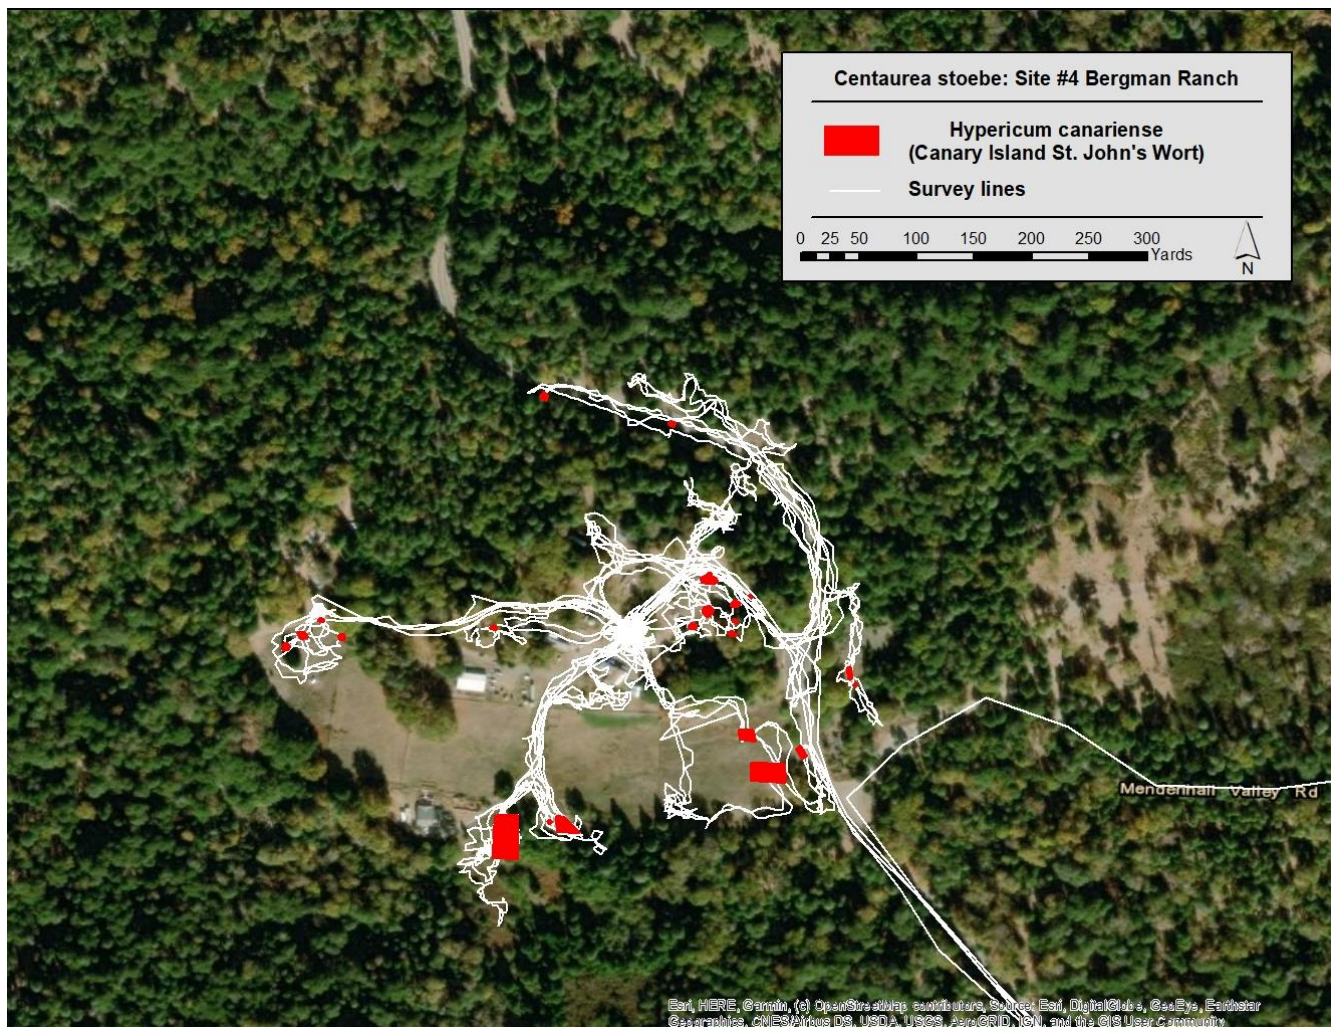 Centaurea stoebe: Site #4 Bergman Ranch
Hypericum canariense
(Canary Island St. John's Wort)
Survey lines
0 25 50 100 150 200 250 300
Yards
N
Mendenhall Valley Rd
Esri, HERE, Garmin, (c) OpenStreetMap contributors, Source: Esri, DigitalGlobe, GeoEye, Earthstar
Geographics, CNES/Airbus DS, USDA, USGS, AeroGRID, IGN, and the GIS User Community